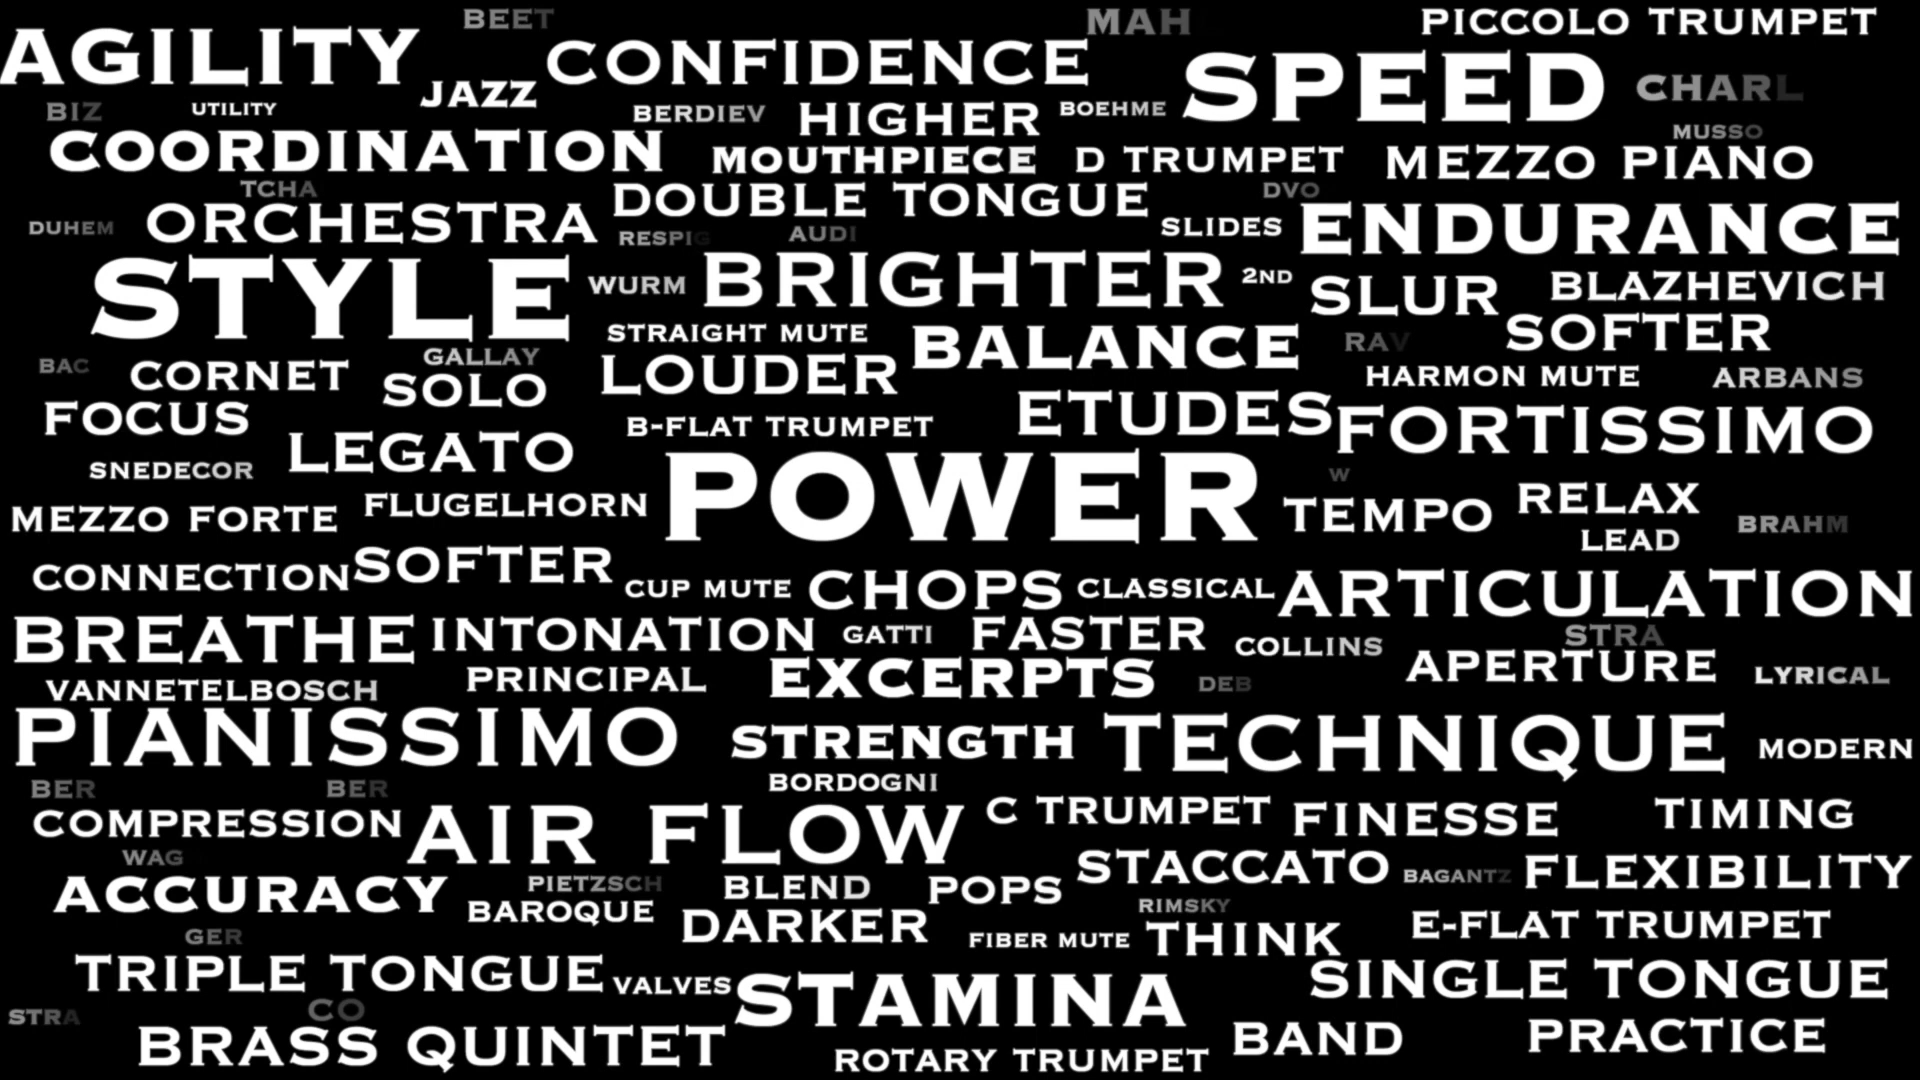 BEET MAH PICCOLO TRUMPET
AGILITY CONFIDENCE SPEED
JAZZ CHARL
BIZ UTILITY BERDIEV HIGHER BOEHME
COORDINATION MOUTHPIECE D TRUMPET MUSSO MEZZO PIANO
TCHA DOUBLE TONGUE DVO
DUHEM ORCHESTRA RESPIG AUDI SLIDES ENDURANCE
STYLE WURM BRIGHTER 2ND SLUR BLAZHEVICH
STRAIGHT MUTE BALANCE RAV SOFTER
BAC CORNET GALLAY SOLO LOUDER HARMON MUTE ARBANS
FOCUS B-FLAT TRUMPET ETUDES FORTISSIMO
SNEDECOR LEGATO POWER W
MEZZO FORTE FLUGELHORN TEMPO RELAX BRAHM
LEAD
CONNECTION SOFTER CUP MUTE CHOPS CLASSICAL ARTICULATION
BREATHE INTONATION GATTI FASTER COLLINS STRA
VANNETELBOSCH PRINCIPAL EXCERPTS DEB APERTURE LYRICAL
PIANISSIMO STRENGTH TECHNIQUE MODERN
BER BER BORDOGNI
COMPRESSION AIR FLOW C TRUMPET FINESSE TIMING
WAG STACCATO BAGANTZ FLEXIBILITY
ACCURACY PIETZSCH BLEND POPS
BAROQUE DARKER RIMSKY E-FLAT TRUMPET
GER FIBER MUTE THINK
TRIPLE TONGUE VALVES STAMINA SINGLE TONGUE
STRA CO
BRASS QUINTET ROTARY TRUMPET BAND PRACTICE